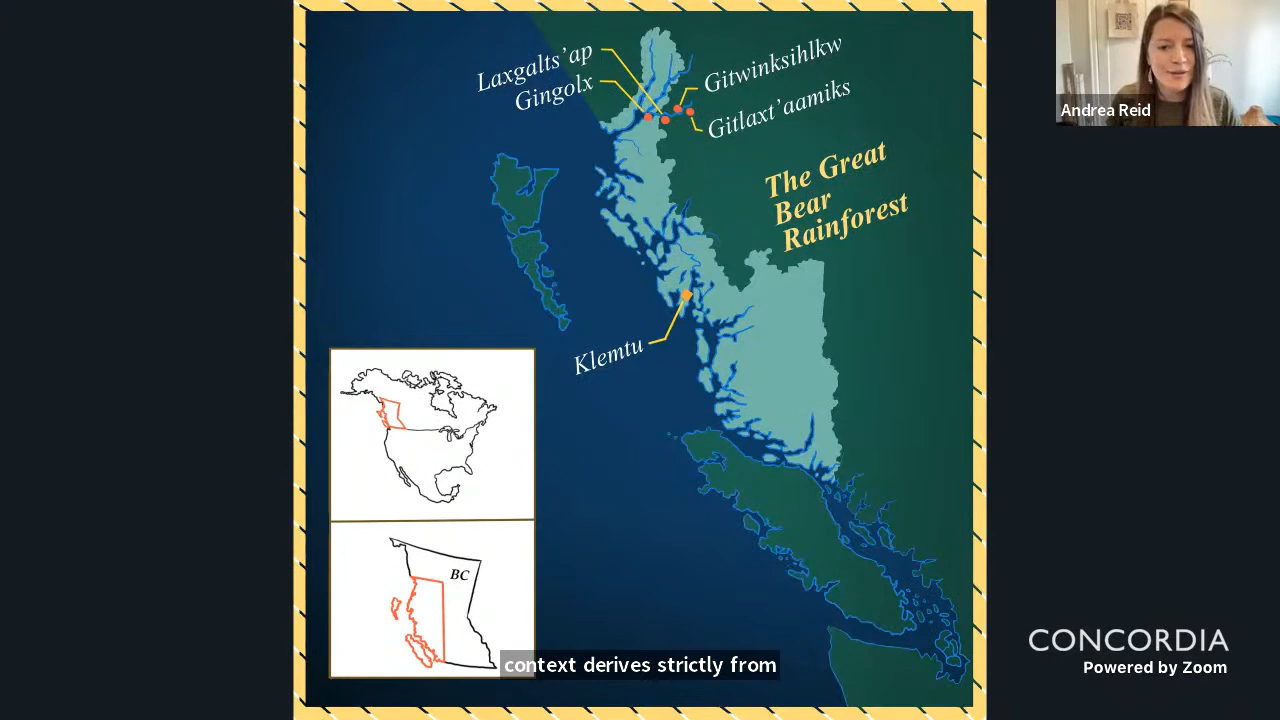 Laxgalts'ap
Gingolx
Gitwinksihlkw
Gitlaxt'aamiks
The Great
Bear
Rainforest
Klemtu
BC
Andrea Reid
context derives strictly from
CONCORDIA
Powered by Zoom